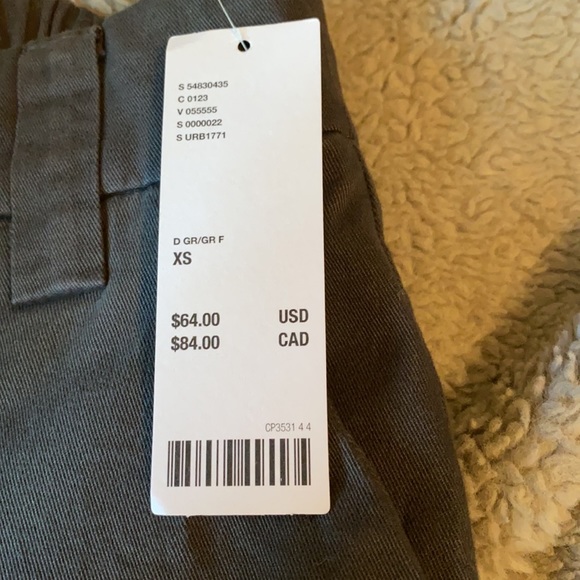 S 54830435
C 0123
V 055555
S 0000022
S URB1771
D GR/GR F
XS
$64.00 USD
$84.00 CAD
CP3531 4 4